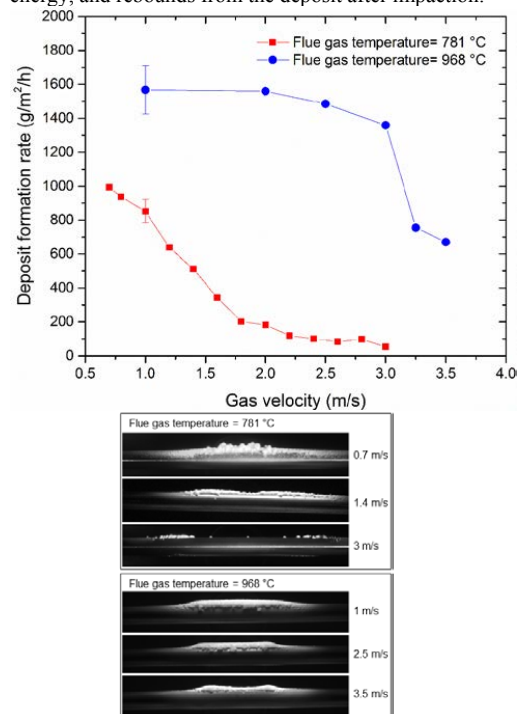 energy, and rebounds from the deposit after impaction.
2000
1800
1600
1400
1200
1000
800
600
400
200
0
Deposit formation rate (g/m²/h)
Flue gas temperature= 781 °C
Flue gas temperature= 968 °C
0.5 1.0 1.5 2.0 2.5 3.0 3.5 4.0
Gas velocity (m/s)
Flue gas temperature = 781 °C
0.7 m/s
1.4 m/s
3 m/s
Flue gas temperature = 968 °C
1 m/s
2.5 m/s
3.5 m/s